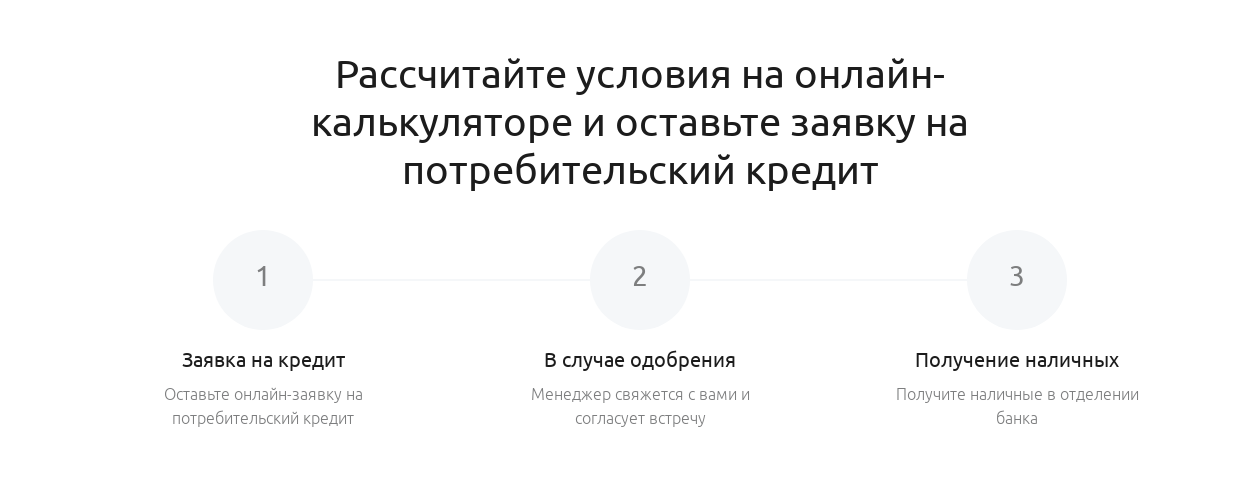 Рассчитайте условия на онлайн-
калькуляторе и оставьте заявку на
потребительский кредит
1
2
3
Заявка на кредит
В случае одобрения
Получение наличных
Оставьте онлайн-заявку на
потребительский кредит
Менеджер свяжется с вами и
согласует встречу
Получите наличные в отделении
банка